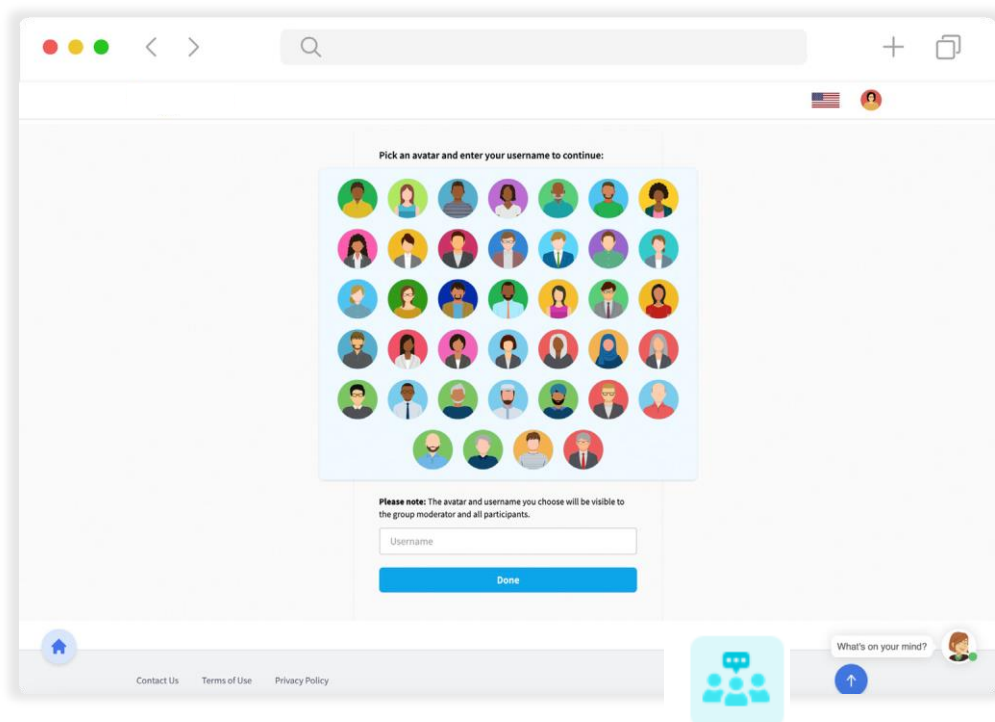 Pick an avatar and enter your username to continue:
Please note: The avatar and username you choose will be visible to
the group moderator and all participants.
Username
Done
What's on your mind?
Contact Us Terms of Use Privacy Policy